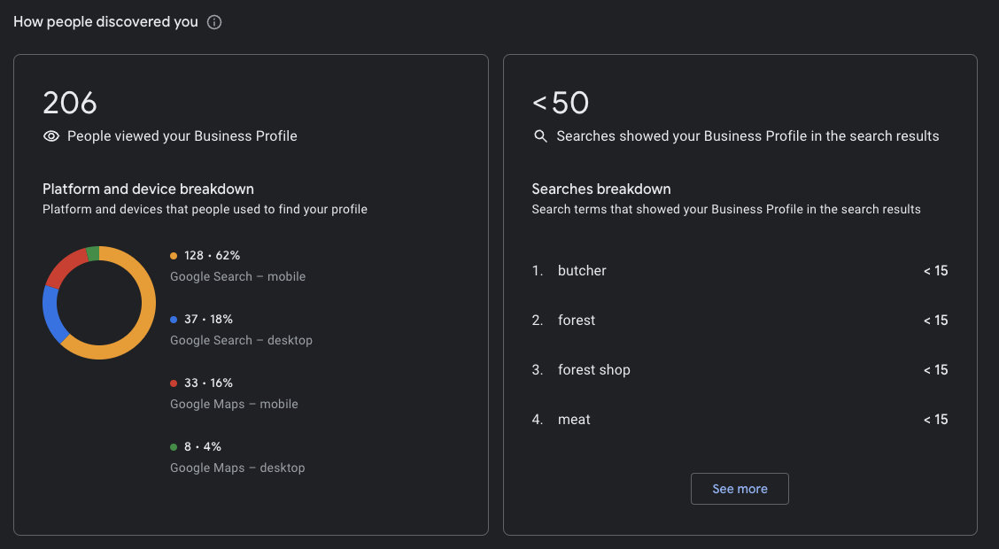 How people discovered you
206
People viewed your Business Profile
Platform and device breakdown
Platform and devices that people used to find your profile
128 • 62%
Google Search – mobile
37 • 18%
Google Search – desktop
33 • 16%
Google Maps – mobile
8 • 4%
Google Maps – desktop
<50
Searches showed your Business Profile in the search results
Searches breakdown
Search terms that showed your Business Profile in the search results
1. butcher < 15
2. forest < 15
3. forest shop < 15
4. meat < 15
See more